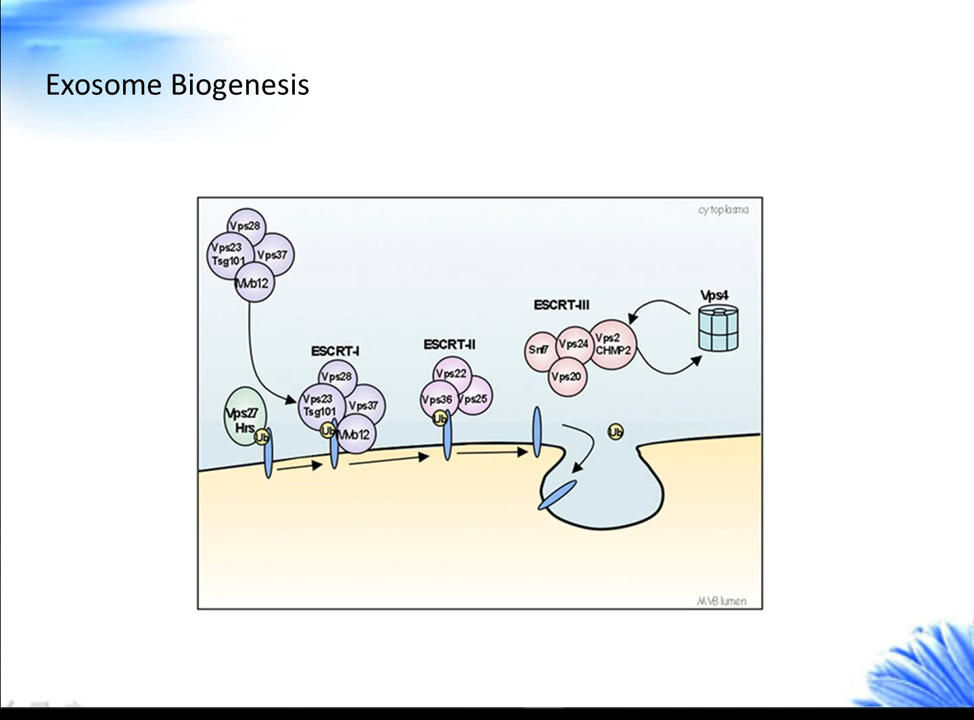 Exosome Biogenesis
cytoplasma
Vps28
Vps23
Tsg101
Vps37
Mvb12
ESCRT-I
Vps28
Vps23
Tsg101
Vps37
Ub
Mvb12
Vps27
Hrs
Ub
ESCRT-II
Vps22
Vps36
Vps25
Ub
ESCRT-III
Snf7
Vps24
Vps2
CHMP2
Vps20
Vps4
Ub
MVB lumen